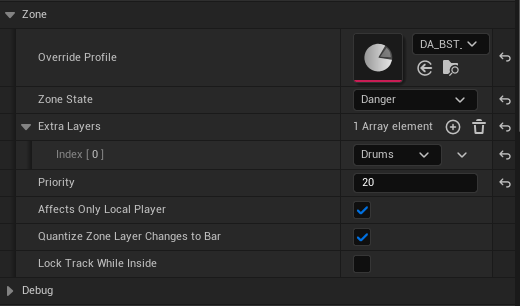 Zone
Override Profile
DA_BST_
Zone State
Danger
Extra Layers
1 Array element
Index [ 0 ]
Drums
Priority
20
Affects Only Local Player
Quantize Zone Layer Changes to Bar
Lock Track While Inside
Debug